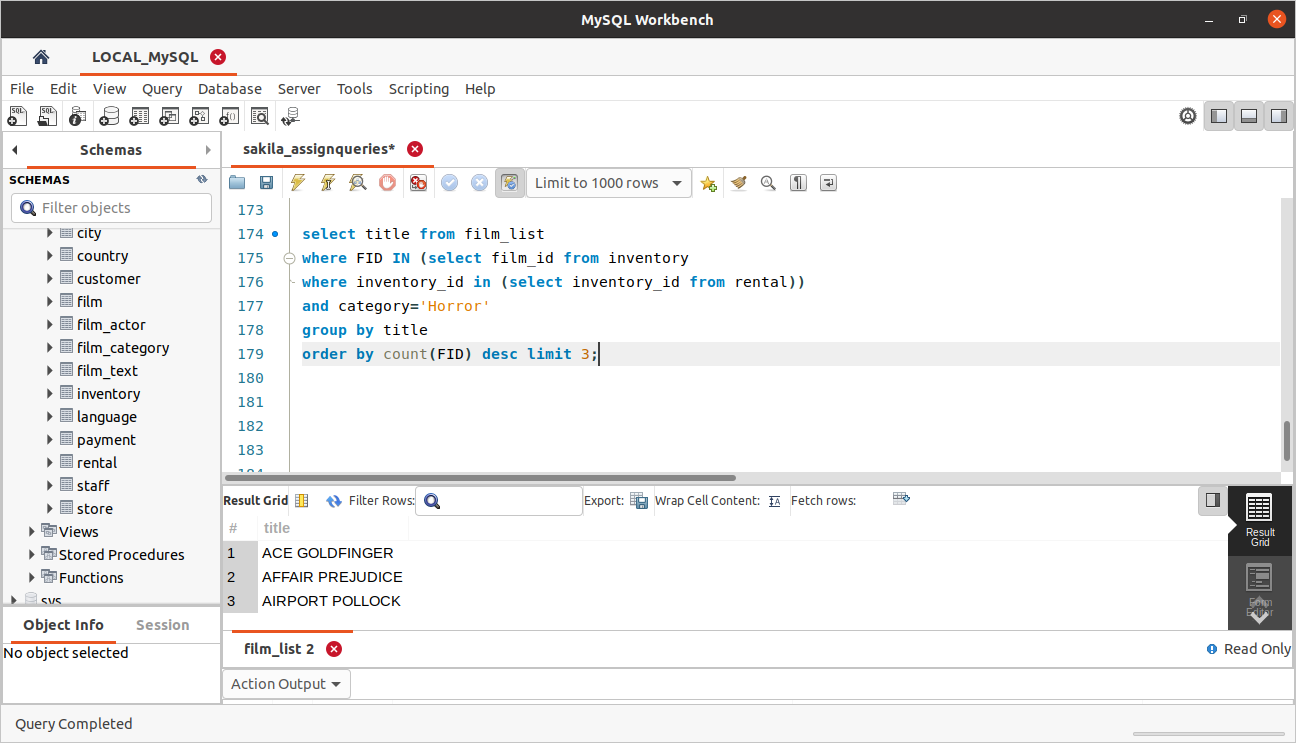 MySQL Workbench
LOCAL_MySQL
File Edit View Query Database Server Tools Scripting Help
Schemas
sakila_assignqueries*
SCHEMAS
Limit to 1000 rows
Filter objects
city
country
customer
film
film_actor
film_category
film_text
inventory
language
payment
rental
staff
store
Views
Stored Procedures
Functions
sys
173
174 select title from film_list
175 where FID IN (select film_id from inventory
176 where inventory_id in (select inventory_id from rental))
177 and category='Horror'
178 group by title
179 order by count(FID) desc limit 3;
180
181
182
183
184
Result Grid Filter Rows: Export: Wrap Cell Content: Fetch rows:
# title
1 ACE GOLDFINGER
2 AFFAIR PREJUDICE
3 AIRPORT POLLOCK
Result
Grid
Form
Editor
Object Info Session
No object selected
film_list 2
Read Only
Action Output
Query Completed